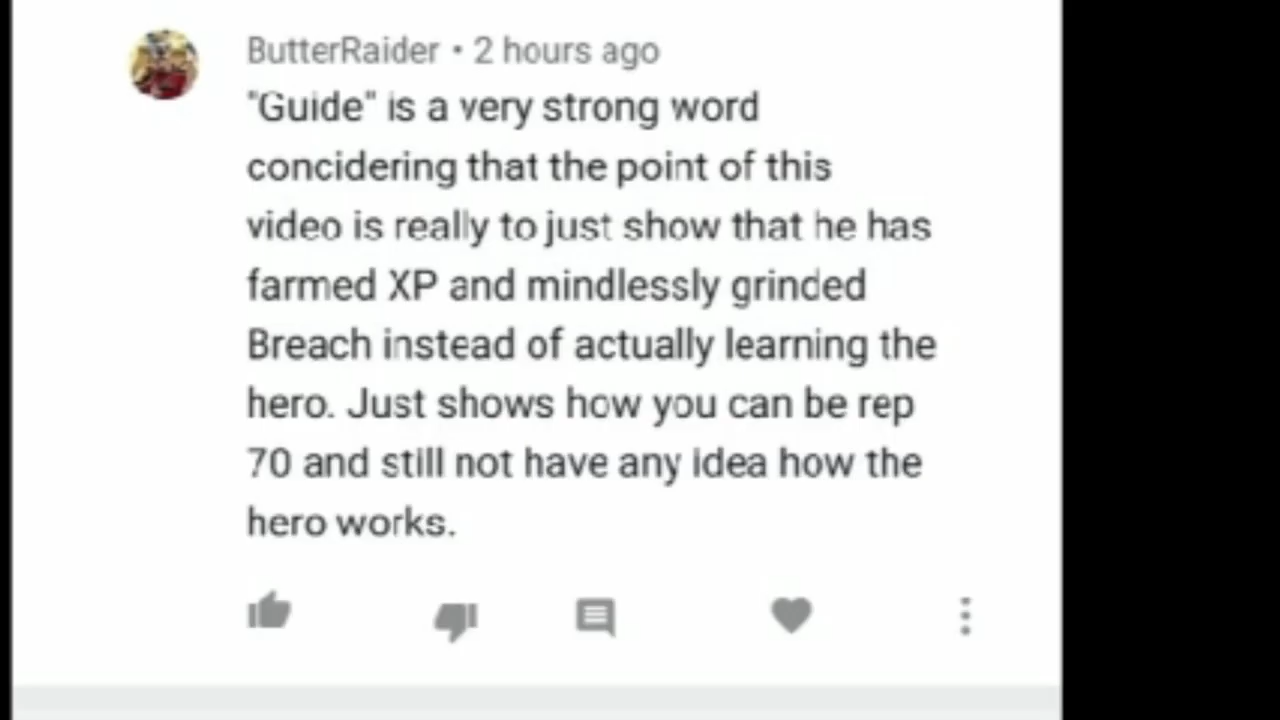 ButterRaider • 2 hours ago
"Guide" is a very strong word
concidering that the point of this
video is really to just show that he has
farmed XP and mindlessly grinded
Breach instead of actually learning the
hero. Just shows how you can be rep
70 and still not have any idea how the
hero works.